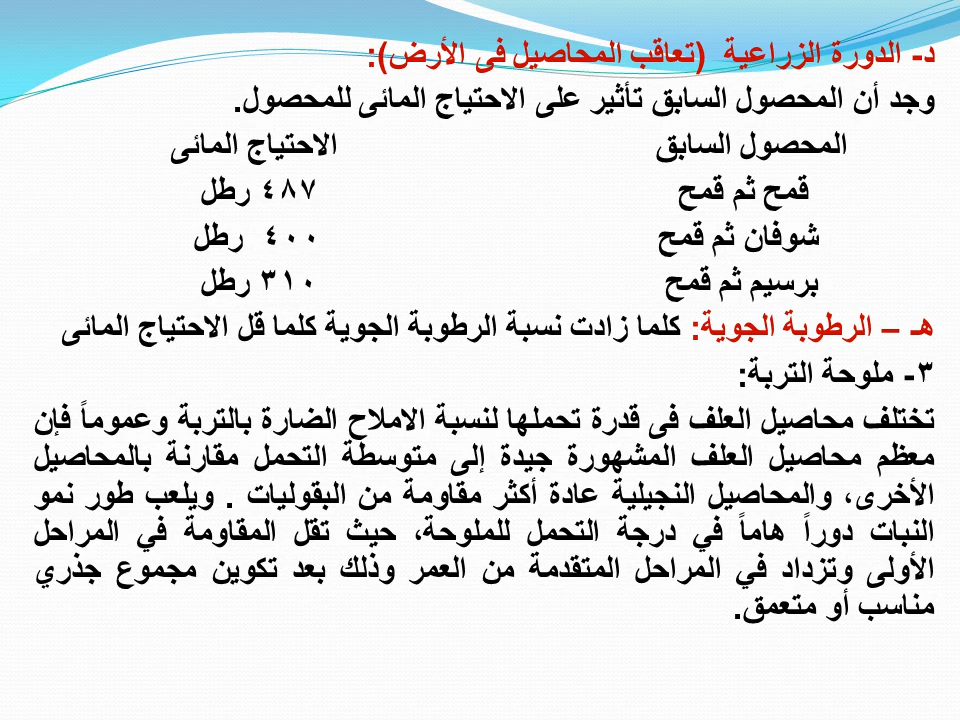 د- الدورة الزراعية (تعاقب المحاصيل فى الأرض):
وجد أن المحصول السابق تأثير على الاحتياج المائى للمحصول.
المحصول السابق الاحتياج المائى
قمح ثم قمح ٤٨٧ رطل
شوفان ثم قمح ٤٠٠ رطل
برسيم ثم قمح ٣١٠ رطل
هـ – الرطوبة الجوية: كلما زادت نسبة الرطوبة الجوية كلما قل الاحتياج المائى
٣- ملوحة التربة:
تختلف محاصيل العلف فى قدرة تحملها لنسبة الاملاح الضارة بالتربة وعموماً فإن
معظم محاصيل العلف المشهورة جيدة إلى متوسطة التحمل مقارنة بالمحاصيل
الأخرى، والمحاصيل النجيلية عادة أكثر مقاومة من البقوليات . ويلعب طور نمو
النبات دوراً هاماً في درجة التحمل للملوحة، حيث تقل المقاومة في المراحل
الأولى وتزداد في المراحل المتقدمة من العمر وذلك بعد تكوين مجموع جذري
مناسب أو متعمق.